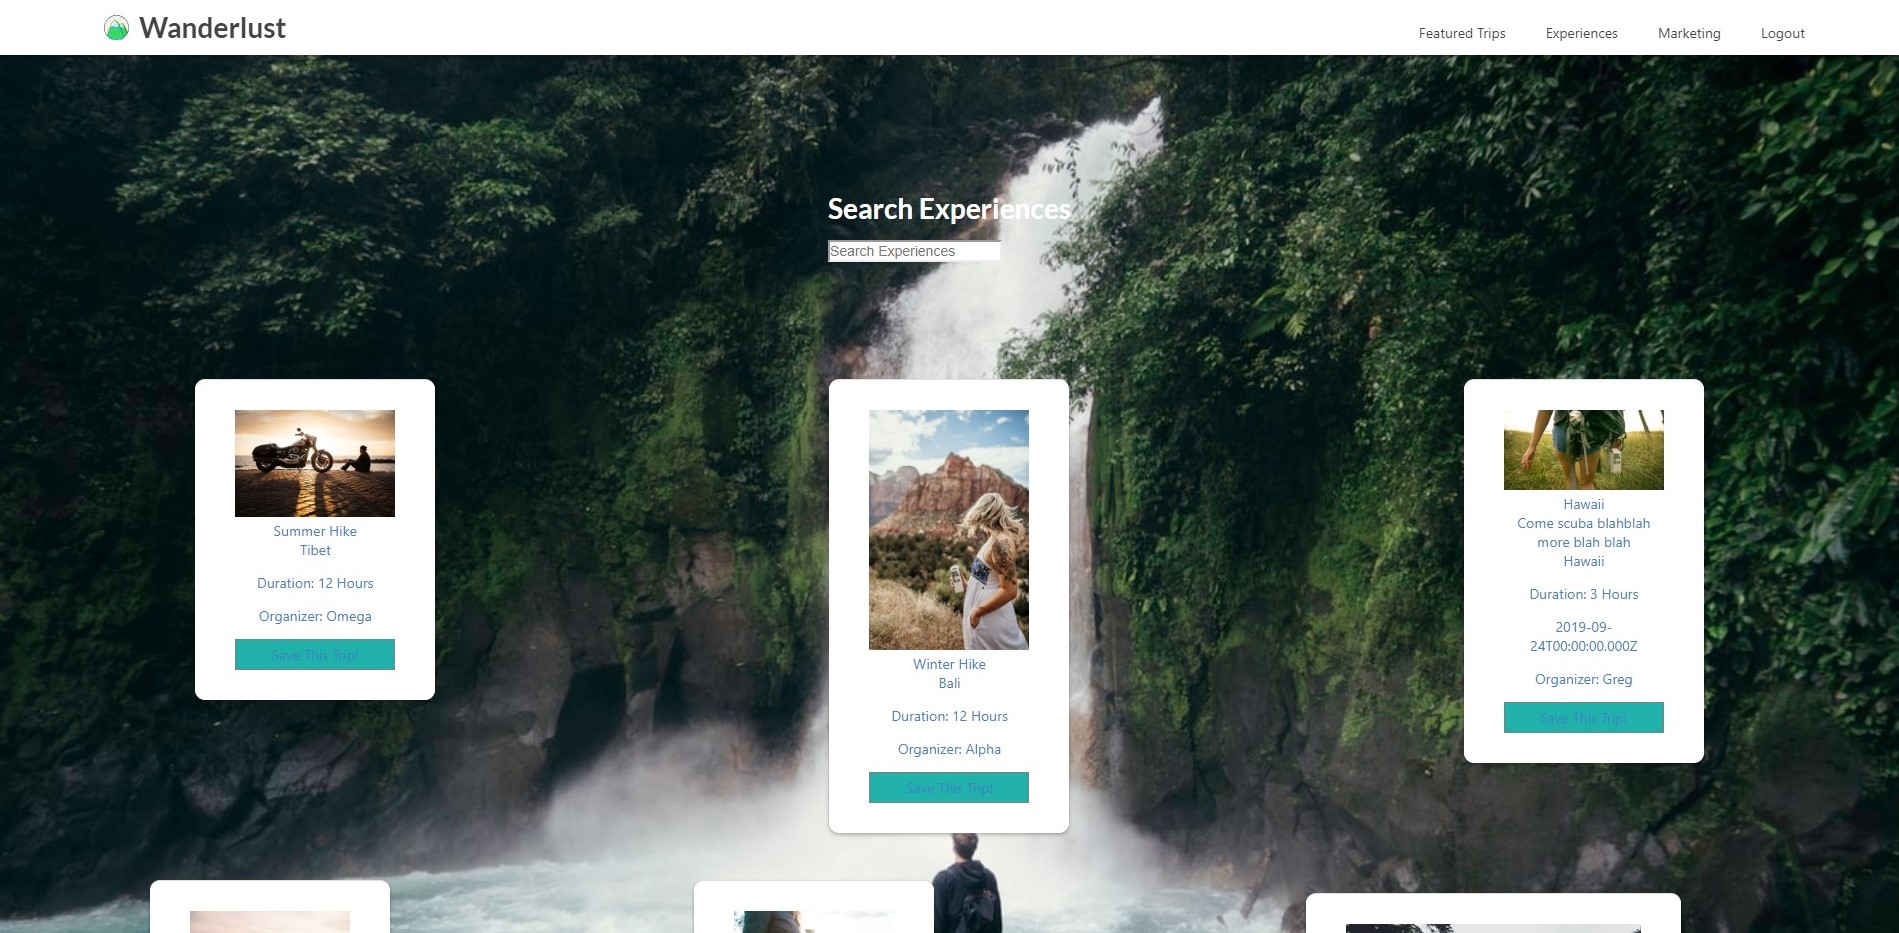 Wanderlust
Featured Trips
Experiences
Marketing
Logout
Search Experiences
Search Experiences
Summer Hike
Tibet
Duration: 12 Hours
Organizer: Omega
Save This Trip!
Winter Hike
Bali
Duration: 12 Hours
Organizer: Alpha
Save This Trip!
Hawaii
Come scuba blahblah
more blah blah
Hawaii
Duration: 3 Hours
2019-09-
24T00:00:00.000Z
Organizer: Greg
Save This Trip!